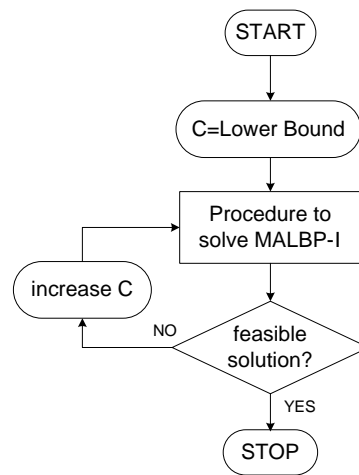 START
C=Lower Bound
Procedure to
solve MALBP-I
increase C
NO
feasible
solution?
YES
STOP